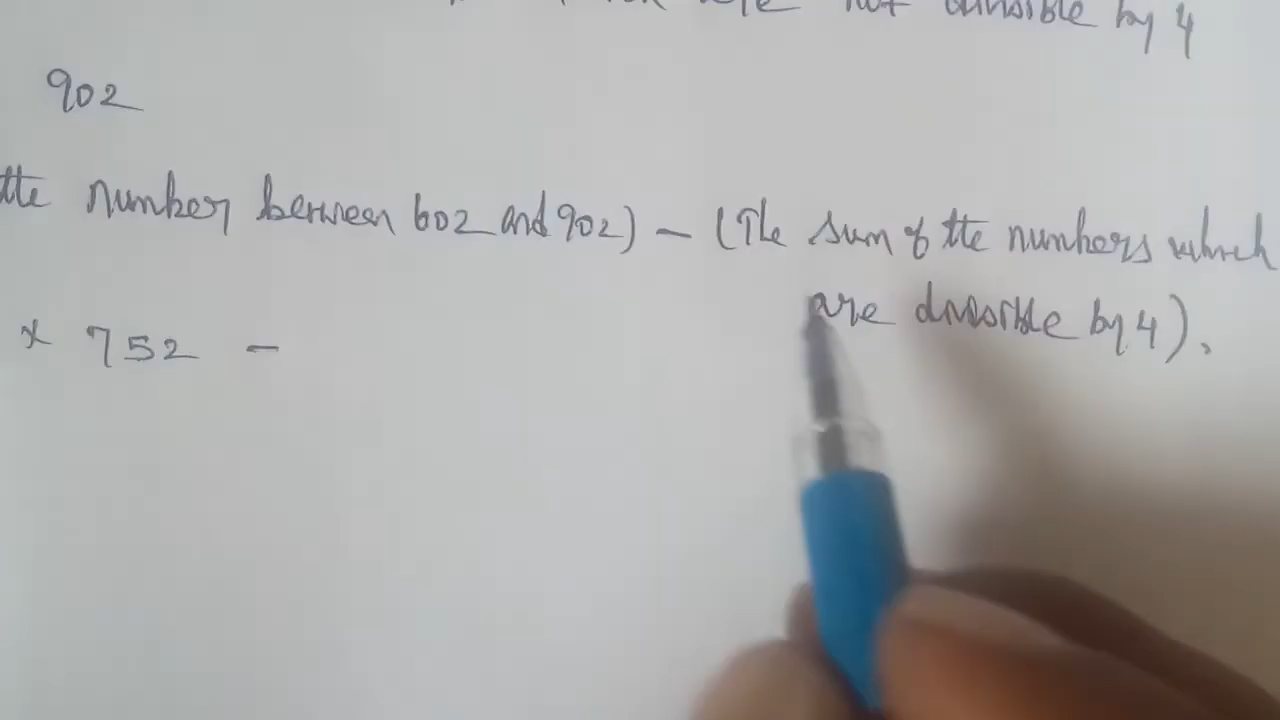 not divisible by 4
902
the number between 602 and 902) - (The sum of the numbers which
are divisible by 4).
x 752 -